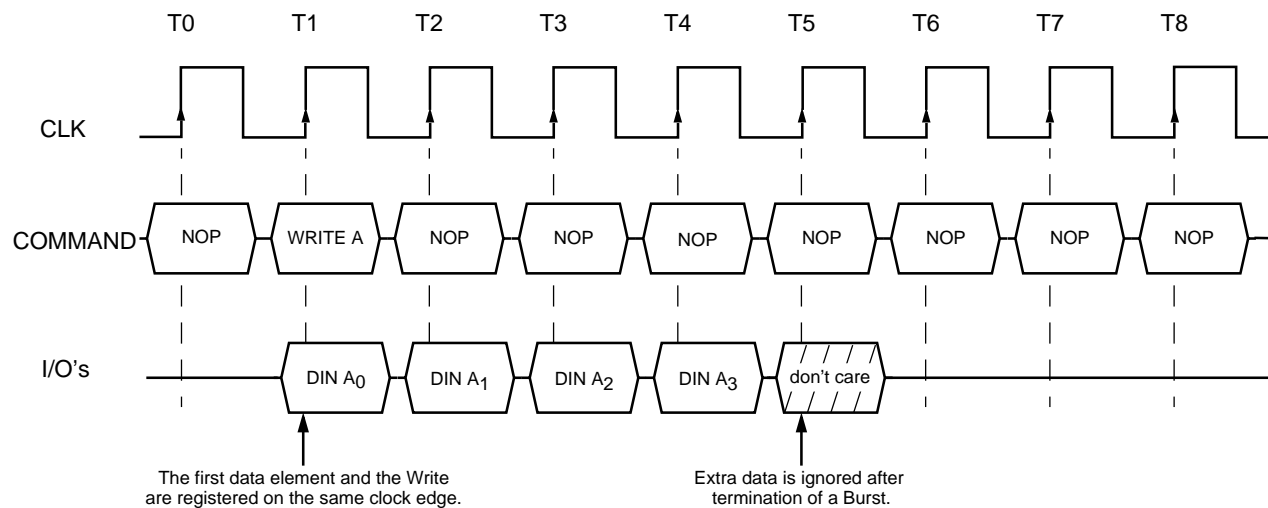 T0 T1 T2 T3 T4 T5 T6 T7 T8
CLK
COMMAND NOP WRITE A NOP NOP NOP NOP NOP NOP NOP
I/O's DIN A0 DIN A1 DIN A2 DIN A3 don't care
The first data element and the Write
are registered on the same clock edge.
Extra data is ignored after
termination of a Burst.